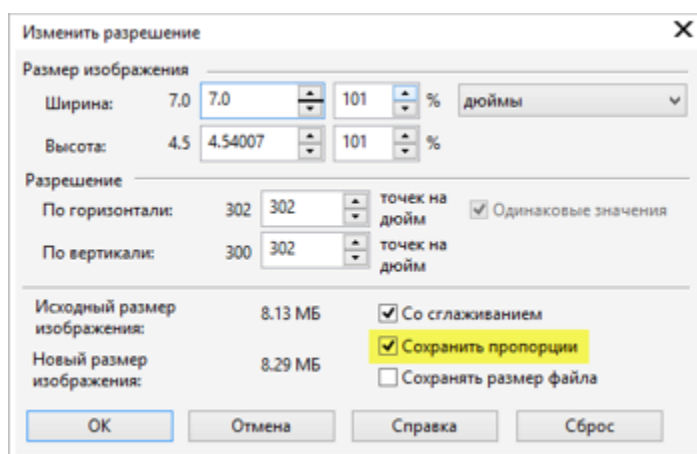 Изменить разрешение
Размер изображения
Ширина: 7.0 7.0 101 % дюймы
Высота: 4.5 4.54007 101 %
Разрешение
По горизонтали: 302 302 точек на дюйм Одинаковые значения
По вертикали: 300 302 точек на дюйм
Исходный размер изображения: 8.13 МБ Со сглаживанием
Сохранить пропорции
Новый размер изображения: 8.29 МБ
Сохранять размер файла
OK Отмена Справка Сброс